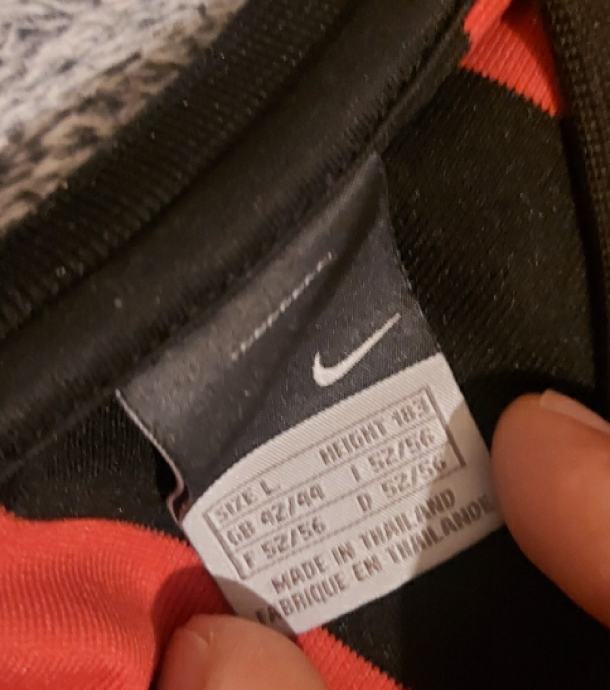 SIZE L HEIGHT 183
GB 42/44 I 52/56
F 52/56 D 52/56
MADE IN THAILAND
FABRIQUE EN THAILANDE